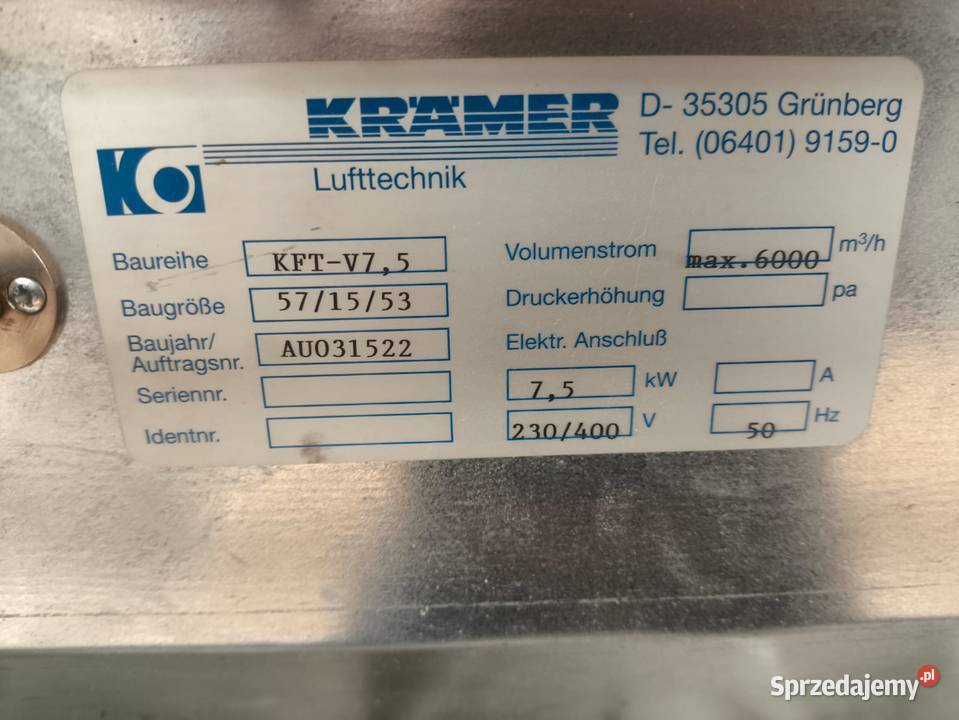 KRÄMER
D- 35305 Grünberg
Tel. (06401) 9159-0
KG
Lufttechnik
Baureihe KFT-V7,5
Baugröße 57/15/53
Baujahr/
Auftragsnr. AU031522
Seriennr.
Identnr.
Volumenstrom max.6000 m³/h
Druckerhöhung pa
Elektr. Anschluß
7,5 kW A
230/400 V 50 Hz
Sprzedajemy.pl